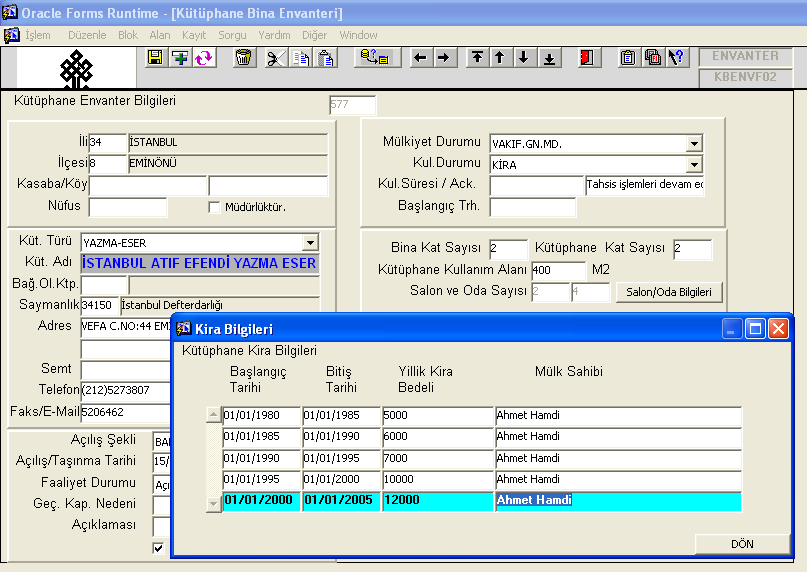 Oracle Forms Runtime - [Kütüphane Bina Envanteri]
İşlem Düzenle Blok Alan Kayıt Sorgu Yardım Diğer Window
ENVANTER
KBENVF02
Kütüphane Envanter Bilgileri 577
İli 34 İSTANBUL
İlçesi 8 EMİNÖNÜ
Kasaba/Köy
Nüfus Müdürlüktür.
Mülkiyet Durumu VAKIF.GN.MD.
Kul.Durumu KİRA
Kul.Süresi / Ack. Tahsis işlemleri devam ec
Başlangıç Trh.
Küt. Türü YAZMA-ESER
Küt. Adı İSTANBUL ATIF EFENDİ YAZMA ESER
Bağ.Ol.Ktp.
Saymanlık 34150 İstanbul Defterdarlığı
Adres VEFA C.NO:44 EMİ
Semt
Telefon (212)5273807
Faks/E-Mail 5206462
Bina Kat Sayısı 2 Kütüphane Kat Sayısı 2
Kütüphane Kullanım Alanı 400 M2
Salon ve Oda Sayısı 2 4 Salon/Oda Bilgileri
Açılış Şekli BA
Açılış/Taşınma Tarihi 15/
Faaliyet Durumu Açı
Geç. Kap. Nedeni
Açıklaması
Kira Bilgileri
Kütüphane Kira Bilgileri
Başlangıç Tarihi Bitiş Tarihi Yillik Kira Bedeli Mülk Sahibi
01/01/1980 01/01/1985 5000 Ahmet Hamdi
01/01/1985 01/01/1990 6000 Ahmet Hamdi
01/01/1990 01/01/1995 7000 Ahmet Hamdi
01/01/1995 01/01/2000 10000 Ahmet Hamdi
01/01/2000 01/01/2005 12000 Ahmet Hamdi
DÖN